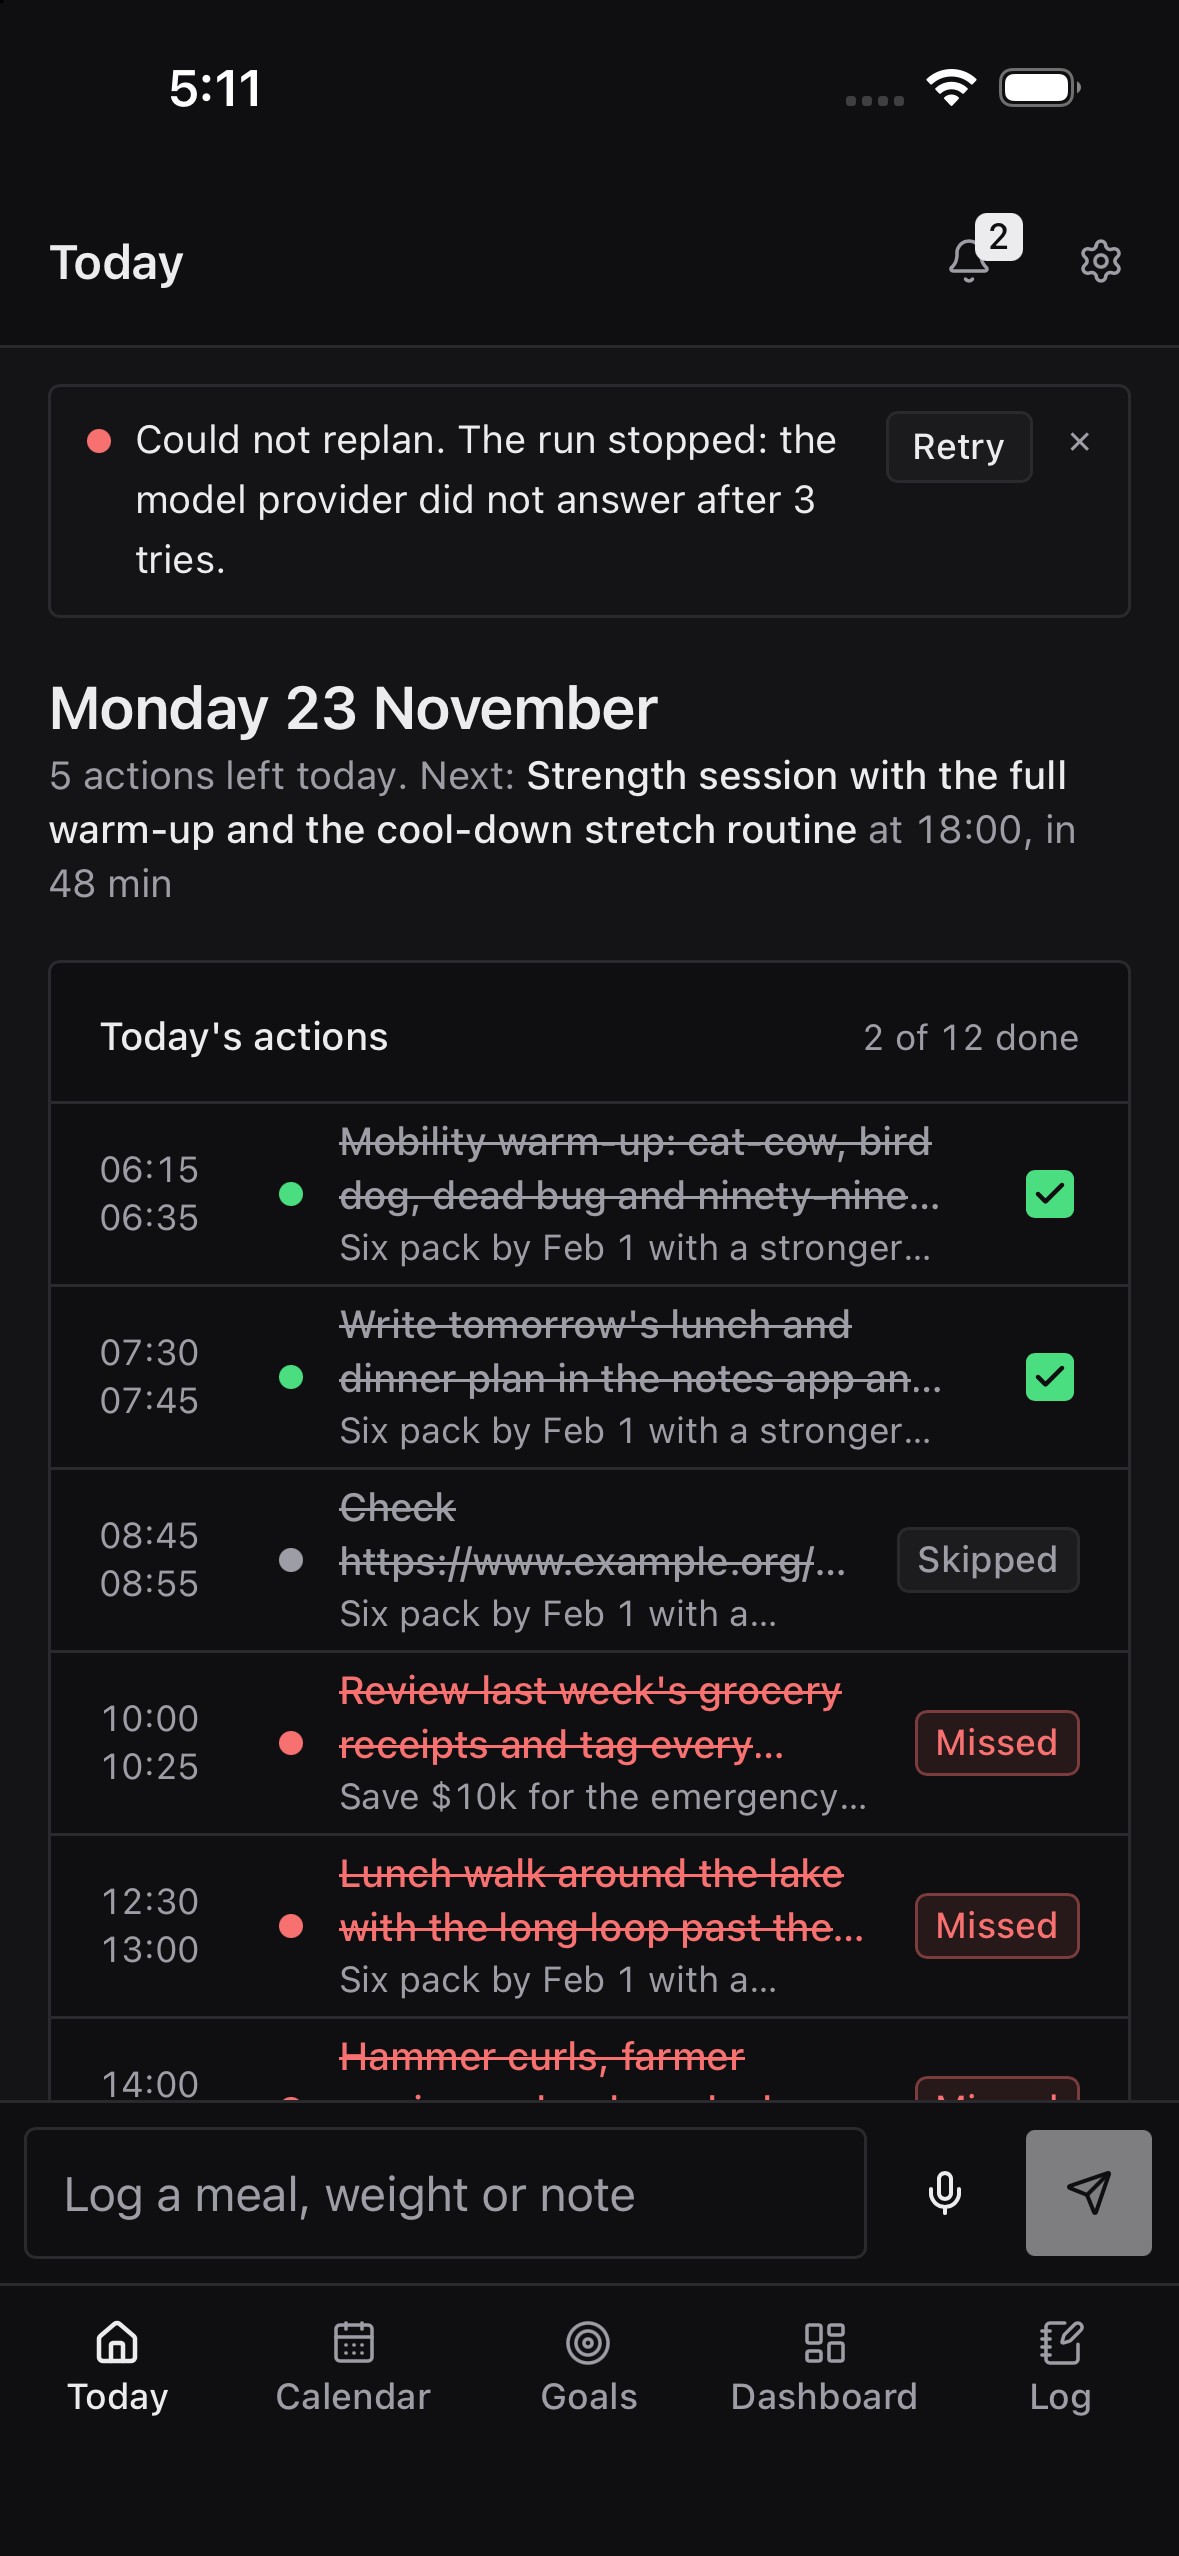 5:11
Today
2
Could not replan. The run stopped: the
model provider did not answer after 3
tries.
Retry
×
Monday 23 November
5 actions left today. Next: Strength session with the full
warm-up and the cool-down stretch routine at 18:00, in
48 min
Today's actions
2 of 12 done
06:15
06:35
Mobility warm-up: cat-cow, bird
dog, dead bug and ninety-nine...
Six pack by Feb 1 with a stronger...
07:30
07:45
Write tomorrow's lunch and
dinner plan in the notes app an...
Six pack by Feb 1 with a stronger...
08:45
08:55
Check
https://www.example.org/...
Six pack by Feb 1 with a...
Skipped
10:00
10:25
Review last week's grocery
receipts and tag every...
Save $10k for the emergency...
Missed
12:30
13:00
Lunch walk around the lake
with the long loop past the...
Six pack by Feb 1 with a...
Missed
14:00
Hammer curls, farmer
Missed
Log a meal, weight or note
Today
Calendar
Goals
Dashboard
Log